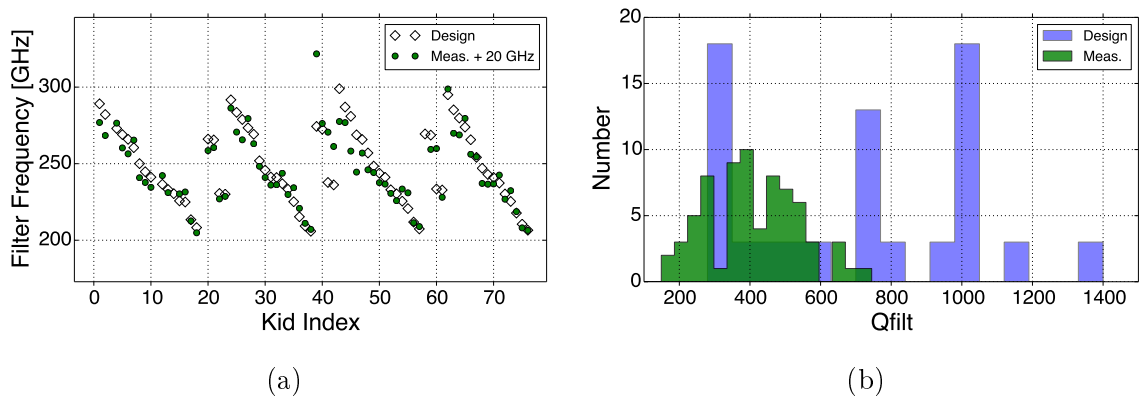 Filter Frequency [GHz]
300
250
200
Design
Meas. + 20 GHz
0 10 20 30 40 50 60 70
Kid Index
(a)
Number
20
15
10
5
0
Design
Meas.
200 400 600 800 1000 1200 1400
Qfilt
(b)